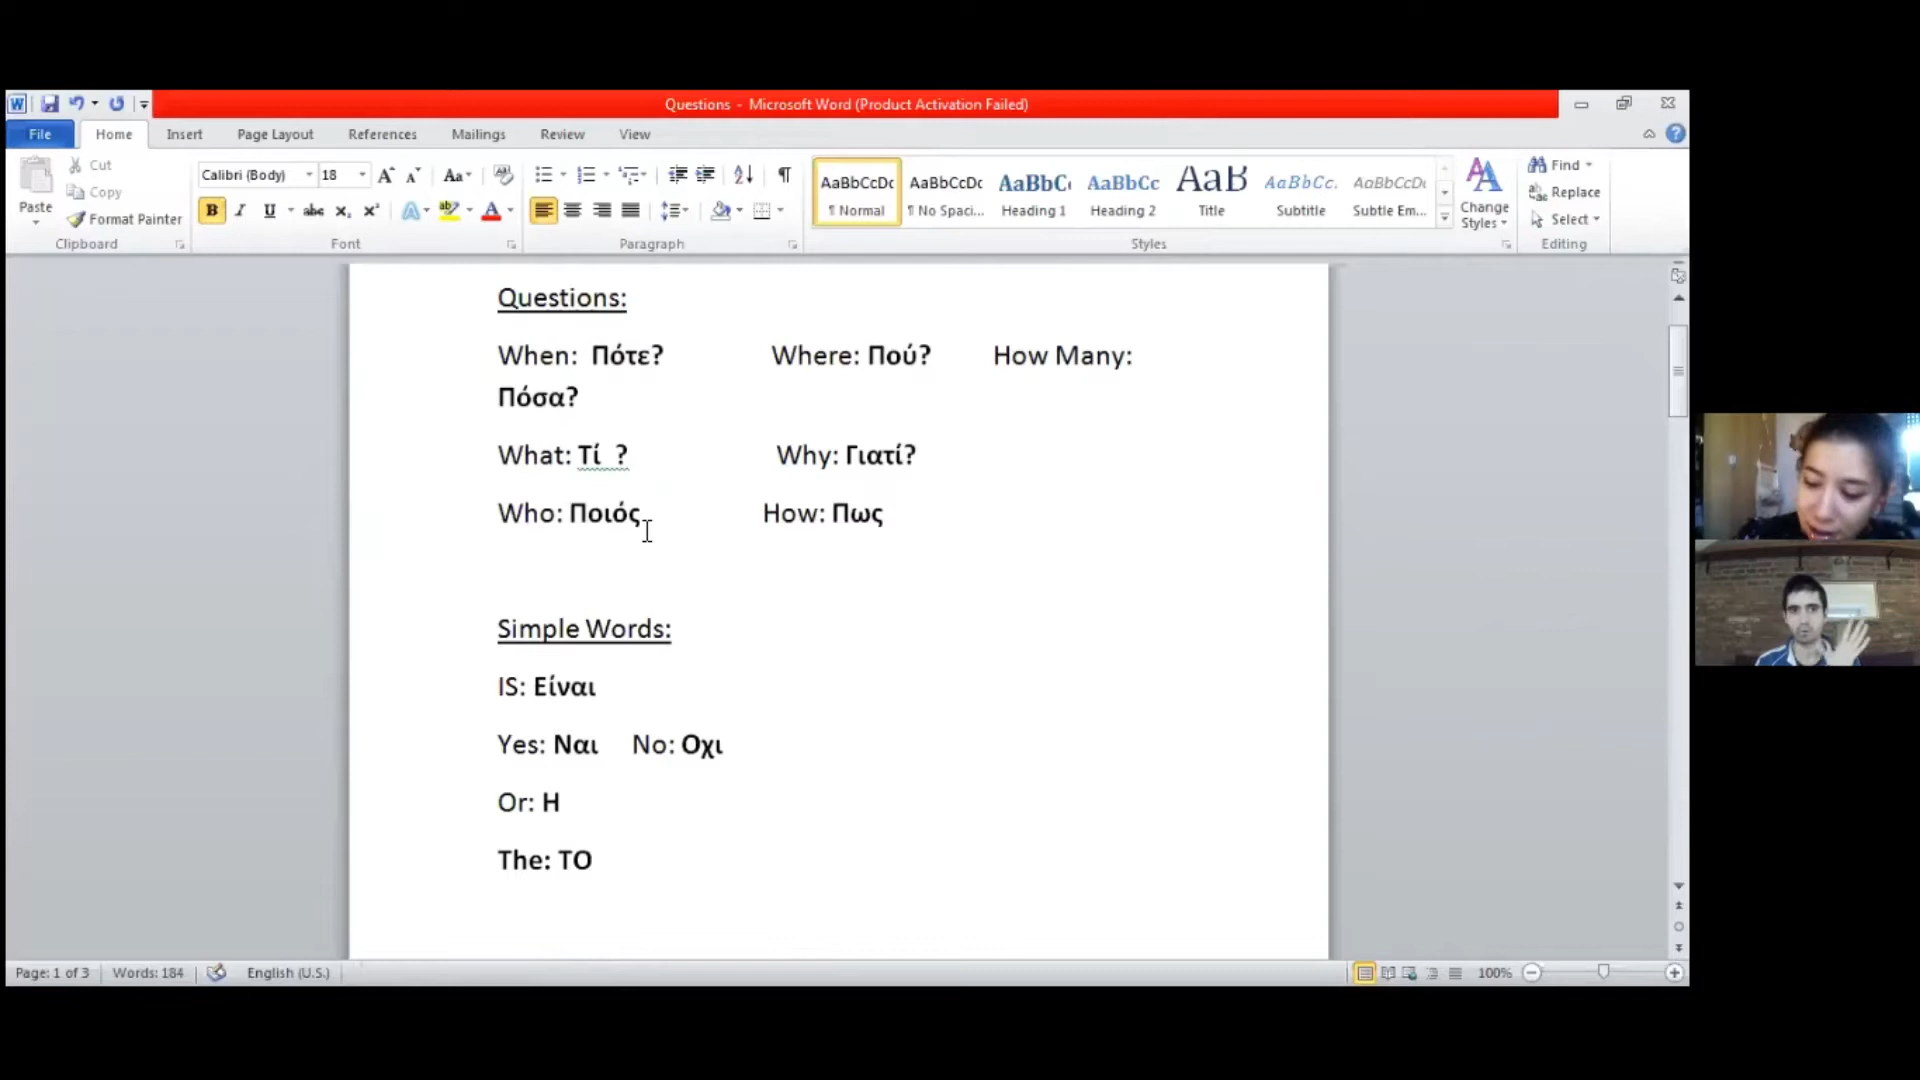 Questions - Microsoft Word (Product Activation Failed)
File Home Insert Page Layout References Mailings Review View
Paste
Cut
Copy
Format Painter
Clipboard
Calibri (Body) 18
Font
Paragraph
AaBbCcDc AaBbCcDc AaBbC AaBbCc AaB AaBbCc. AaBbCcDc
¶ Normal ¶ No Spaci... Heading 1 Heading 2 Title Subtitle Subtle Em...
Styles
Change Styles
Find
Replace
Select
Editing
Questions:
When: Πότε? Where: Πού? How Many:
Πόσα?
What: Τί ? Why: Γιατί?
Who: Ποιός How: Πως
Simple Words:
IS: Είναι
Yes: Ναι No: Οχι
Or: Η
The: ΤΟ
Page: 1 of 3 Words: 184 English (U.S.) 100%